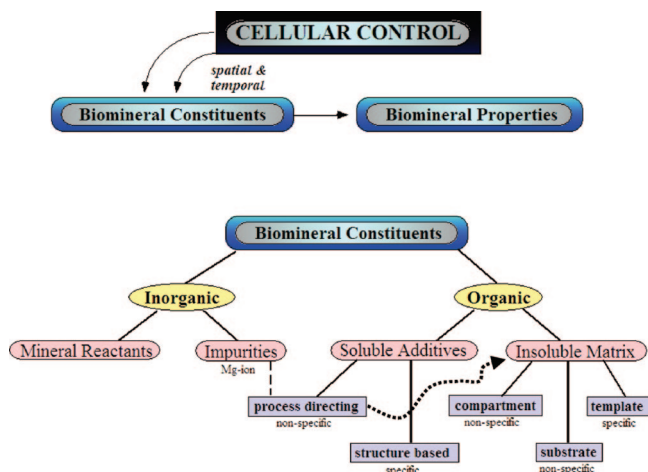 CELLULAR CONTROL
spatial &
temporal
Biomineral Constituents
Biomineral Properties
Biomineral Constituents
Inorganic
Organic
Mineral Reactants
Impurities
Soluble Additives
Insoluble Matrix
Mg-ion
process directing
compartment
template
non-specific
non-specific
specific
structure based
substrate
specific
non-specific